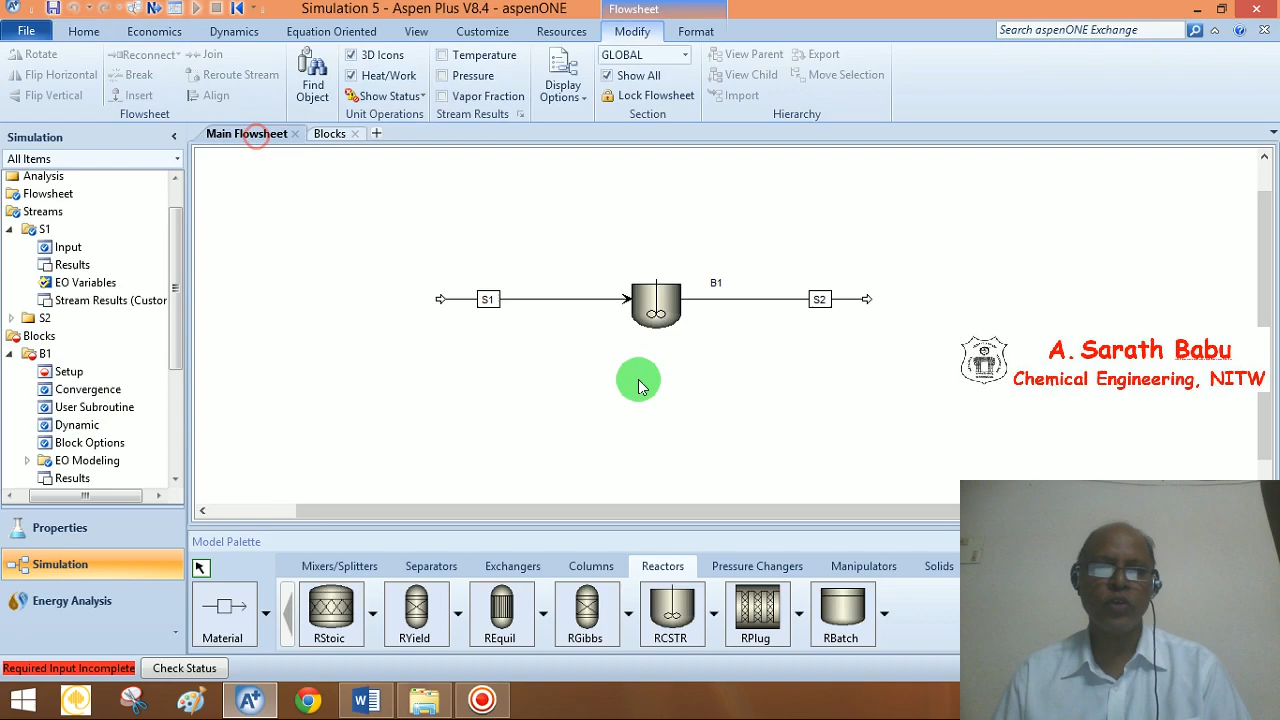 Simulation 5 - Aspen Plus V8.4 - aspenONE
Flowsheet
File
Home
Economics
Dynamics
Equation Oriented
View
Customize
Resources
Modify
Format
Search aspenONE Exchange
Rotate
Flip Horizontal
Flip Vertical
Reconnect
Break
Insert
Join
Reroute Stream
Align
Flowsheet
Find Object
3D Icons
Heat/Work
Show Status
Unit Operations
Temperature
Pressure
Vapor Fraction
Stream Results
Display Options
GLOBAL
Show All
Lock Flowsheet
Section
View Parent
View Child
Import
Export
Move Selection
Hierarchy
Simulation
All Items
Analysis
Flowsheet
Streams
S1
Input
Results
EO Variables
Stream Results (Custor
S2
Blocks
B1
Setup
Convergence
User Subroutine
Dynamic
Block Options
EO Modeling
Results
Properties
Simulation
Energy Analysis
Main Flowsheet
Blocks
S1
B1
S2
A. Sarath Babu
Chemical Engineering, NITW
Model Palette
Mixers/Splitters
Separators
Exchangers
Columns
Reactors
Pressure Changers
Manipulators
Solids
Material
RStoic
RYield
REquil
RGibbs
RCSTR
RPlug
RBatch
Required Input Incomplete
Check Status